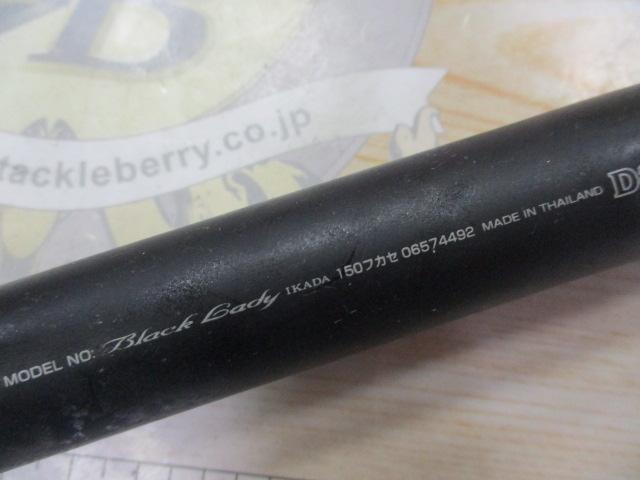 B
tackleberry.co.jp
MODEL NO: Black Lady IKADA 150フカセ 06574492 MADE IN THAILAND